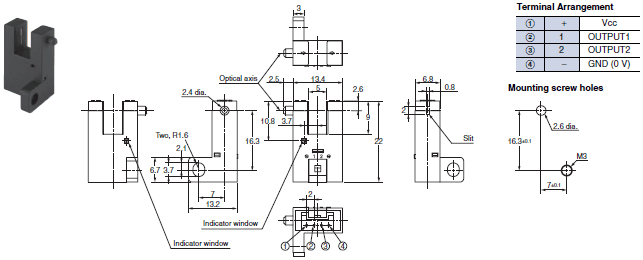 Terminal Arrangement
① + Vcc
② 1 OUTPUT1
③ 2 OUTPUT2
④ − GND (0 V)
Mounting screw holes
2.6 dia.
16.3±0.1
M3
7±0.1
3
Optical axis
2.5
13.4
5
2.6
2.4 dia.
10.8
3.7
9
22
16.3
Two, R1.6
2.1
6.7
3.7
7
13.2
+ 1 2 −
6.8
0.8
2
Slit
2
Indicator window
Indicator window
① ② ③ ④